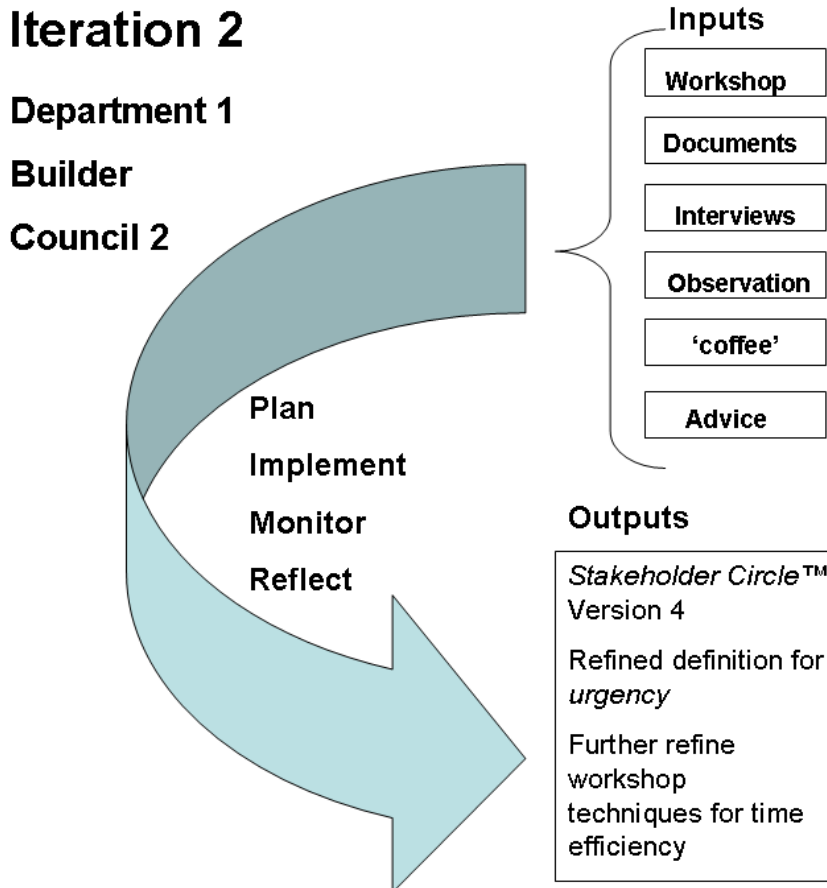 Iteration 2
Department 1
Builder
Council 2
Inputs
Workshop
Documents
Interviews
Observation
‘coffee’
Advice
Plan
Implement
Monitor
Reflect
Outputs
Stakeholder Circle™
Version 4
Refined definition for
urgency
Further refine
workshop
techniques for time
efficiency